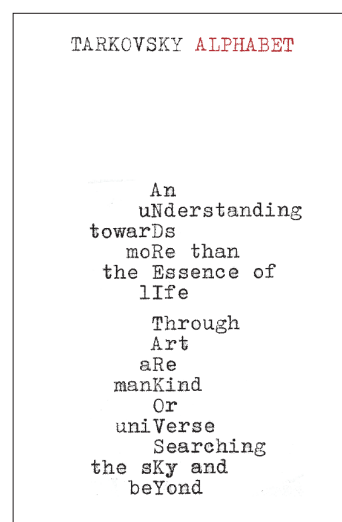 TARKOVSKY ALPHABET
An
uNderstanding
towarDs
moRe than
the Essence of
lIfe
Through
Art
aRe
manKind
Or
uniVerse
Searching
the sKy and
beYond